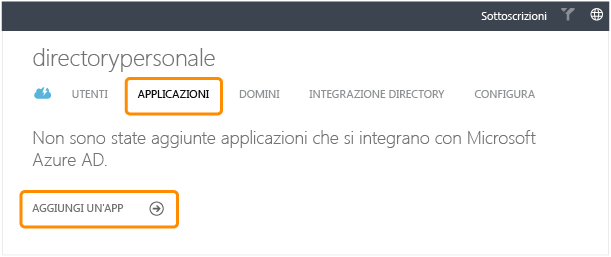 Sottoscrizioni
directorypersonale
UTENTI APPLICAZIONI DOMINI INTEGRAZIONE DIRECTORY CONFIGURA
Non sono state aggiunte applicazioni che si integrano con Microsoft
Azure AD.
AGGIUNGI UN'APP